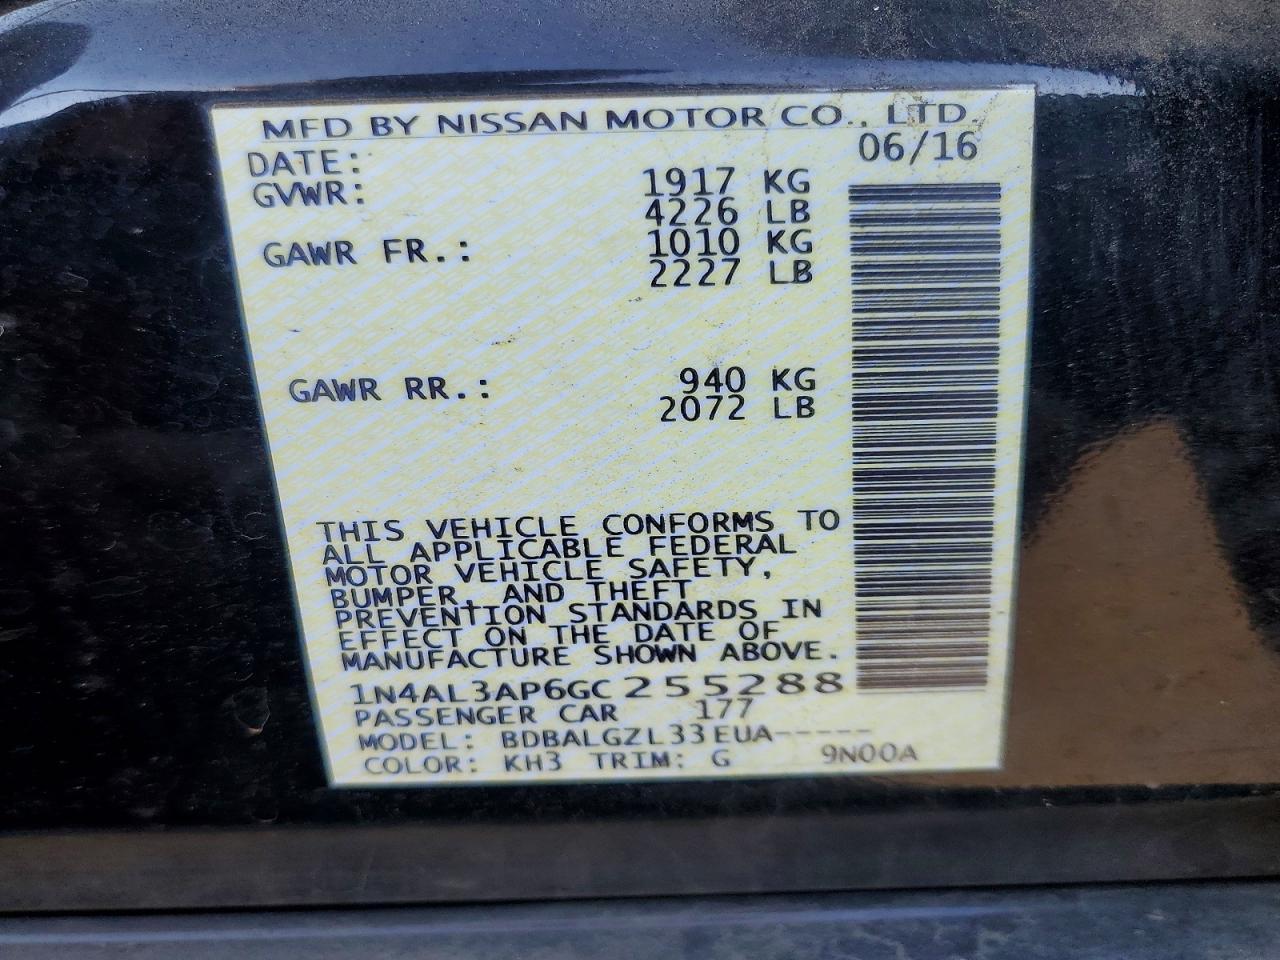 MFD BY NISSAN MOTOR CO., LTD.
DATE: 06/16
GVWR: 1917 KG
4226 LB
GAWR FR.: 1010 KG
2227 LB
GAWR RR.: 940 KG
2072 LB
THIS VEHICLE CONFORMS TO
ALL APPLICABLE FEDERAL
MOTOR VEHICLE SAFETY,
BUMPER, AND THEFT
PREVENTION STANDARDS IN
EFFECT ON THE DATE OF
MANUFACTURE SHOWN ABOVE.
1N4AL3AP6GC255288
PASSENGER CAR 177
MODEL: BDBALGZL33EUA-----
COLOR: KH3 TRIM: G 9N00A